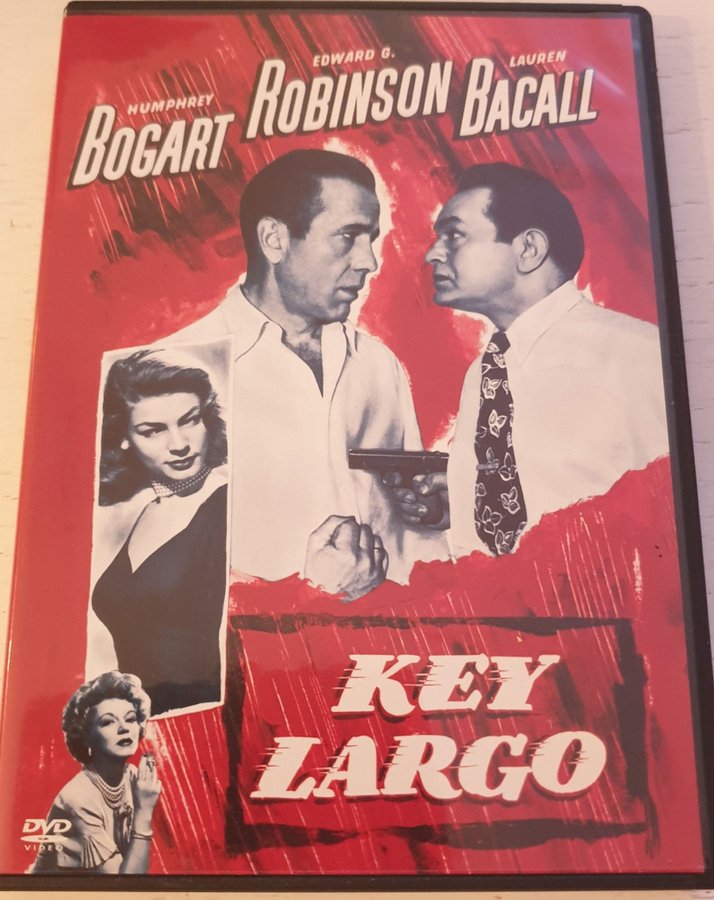 HUMPHREY
BOGART
EDWARD G.
ROBINSON
LAUREN
BACALL
KEY
LARGO
DVD
VIDEO